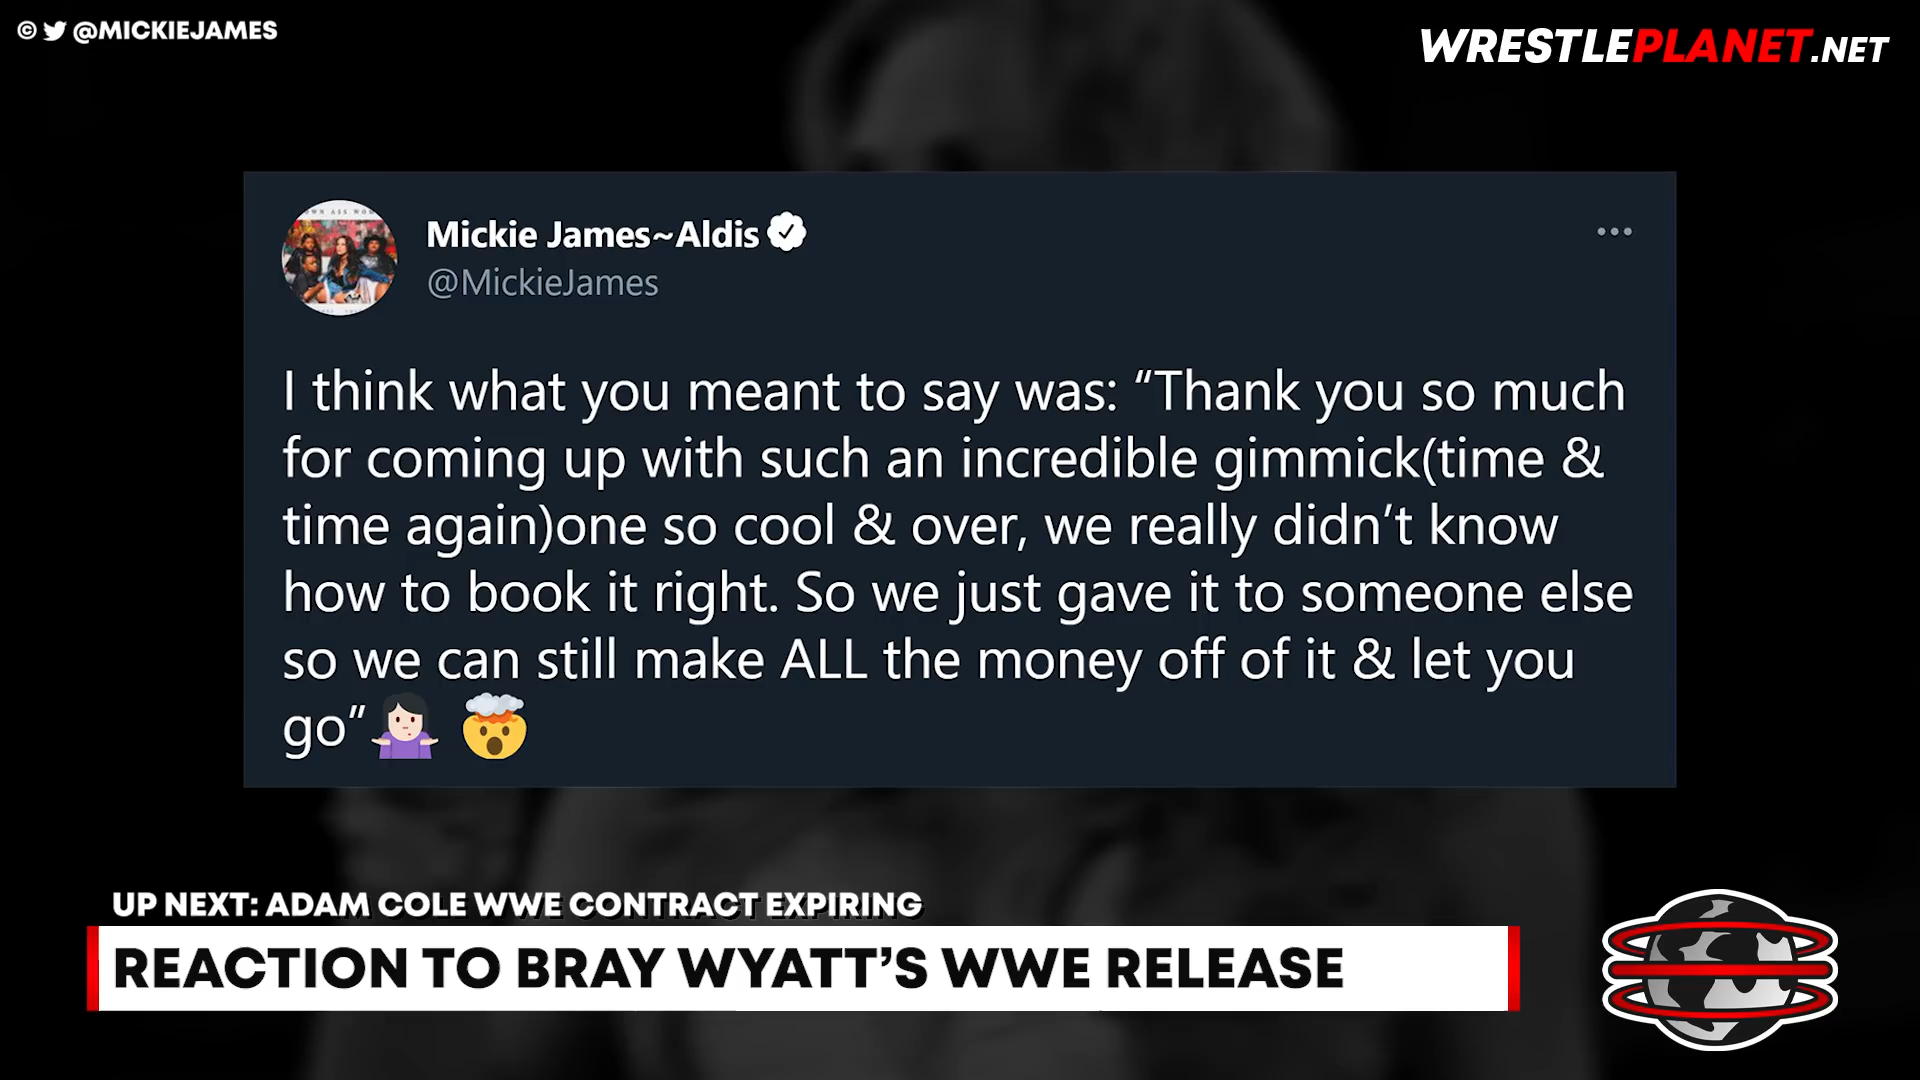 © @MICKIEJAMES
WRESTLEPLANET.NET
Mickie James~Aldis
@MickieJames
I think what you meant to say was: “Thank you so much
for coming up with such an incredible gimmick(time &
time again)one so cool & over, we really didn’t know
how to book it right. So we just gave it to someone else
so we can still make ALL the money off of it & let you
go”🤷🏻‍♀️ 🤯
UP NEXT: ADAM COLE WWE CONTRACT EXPIRING
REACTION TO BRAY WYATT’S WWE RELEASE